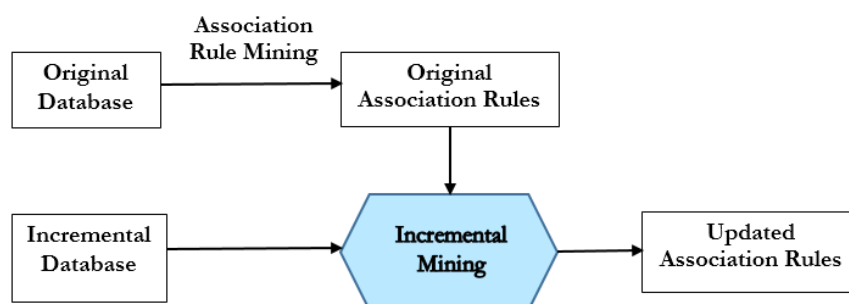 Association
Rule Mining
Original
Database
Original
Association Rules
Incremental
Database
Incremental
Mining
Updated
Association Rules